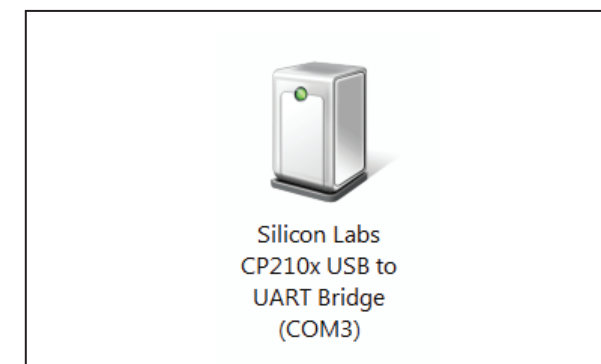 Silicon Labs
CP210x USB to
UART Bridge
(COM3)